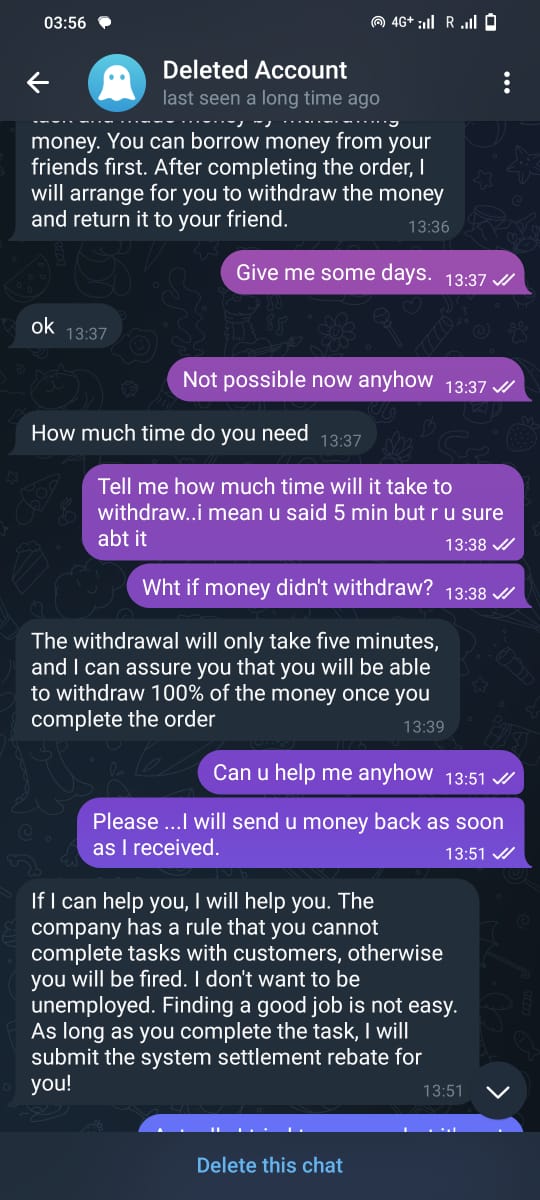 03:56
4G+
R
Deleted Account
last seen a long time ago
money. You can borrow money from your
friends first. After completing the order, I
will arrange for you to withdraw the money
and return it to your friend.
13:36
Give me some days. 13:37
ok 13:37
Not possible now anyhow 13:37
How much time do you need 13:37
Tell me how much time will it take to
withdraw..i mean u said 5 min but r u sure
abt it
13:38
Wht if money didn't withdraw? 13:38
The withdrawal will only take five minutes,
and I can assure you that you will be able
to withdraw 100% of the money once you
complete the order
13:39
Can u help me anyhow 13:51
Please ...I will send u money back as soon
as I received.
13:51
If I can help you, I will help you. The
company has a rule that you cannot
complete tasks with customers, otherwise
you will be fired. I don't want to be
unemployed. Finding a good job is not easy.
As long as you complete the task, I will
submit the system settlement rebate for
you!
13:51
Delete this chat